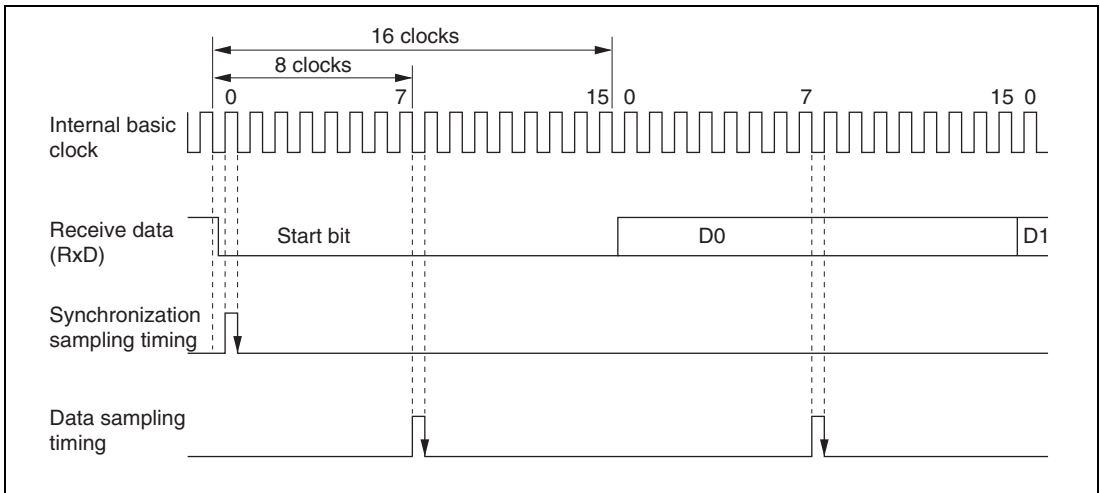 16 clocks
8 clocks
0 7 15 0 7 15 0
Internal basic
clock
Receive data
(RxD)
Start bit D0 D1
Synchronization
sampling timing
Data sampling
timing